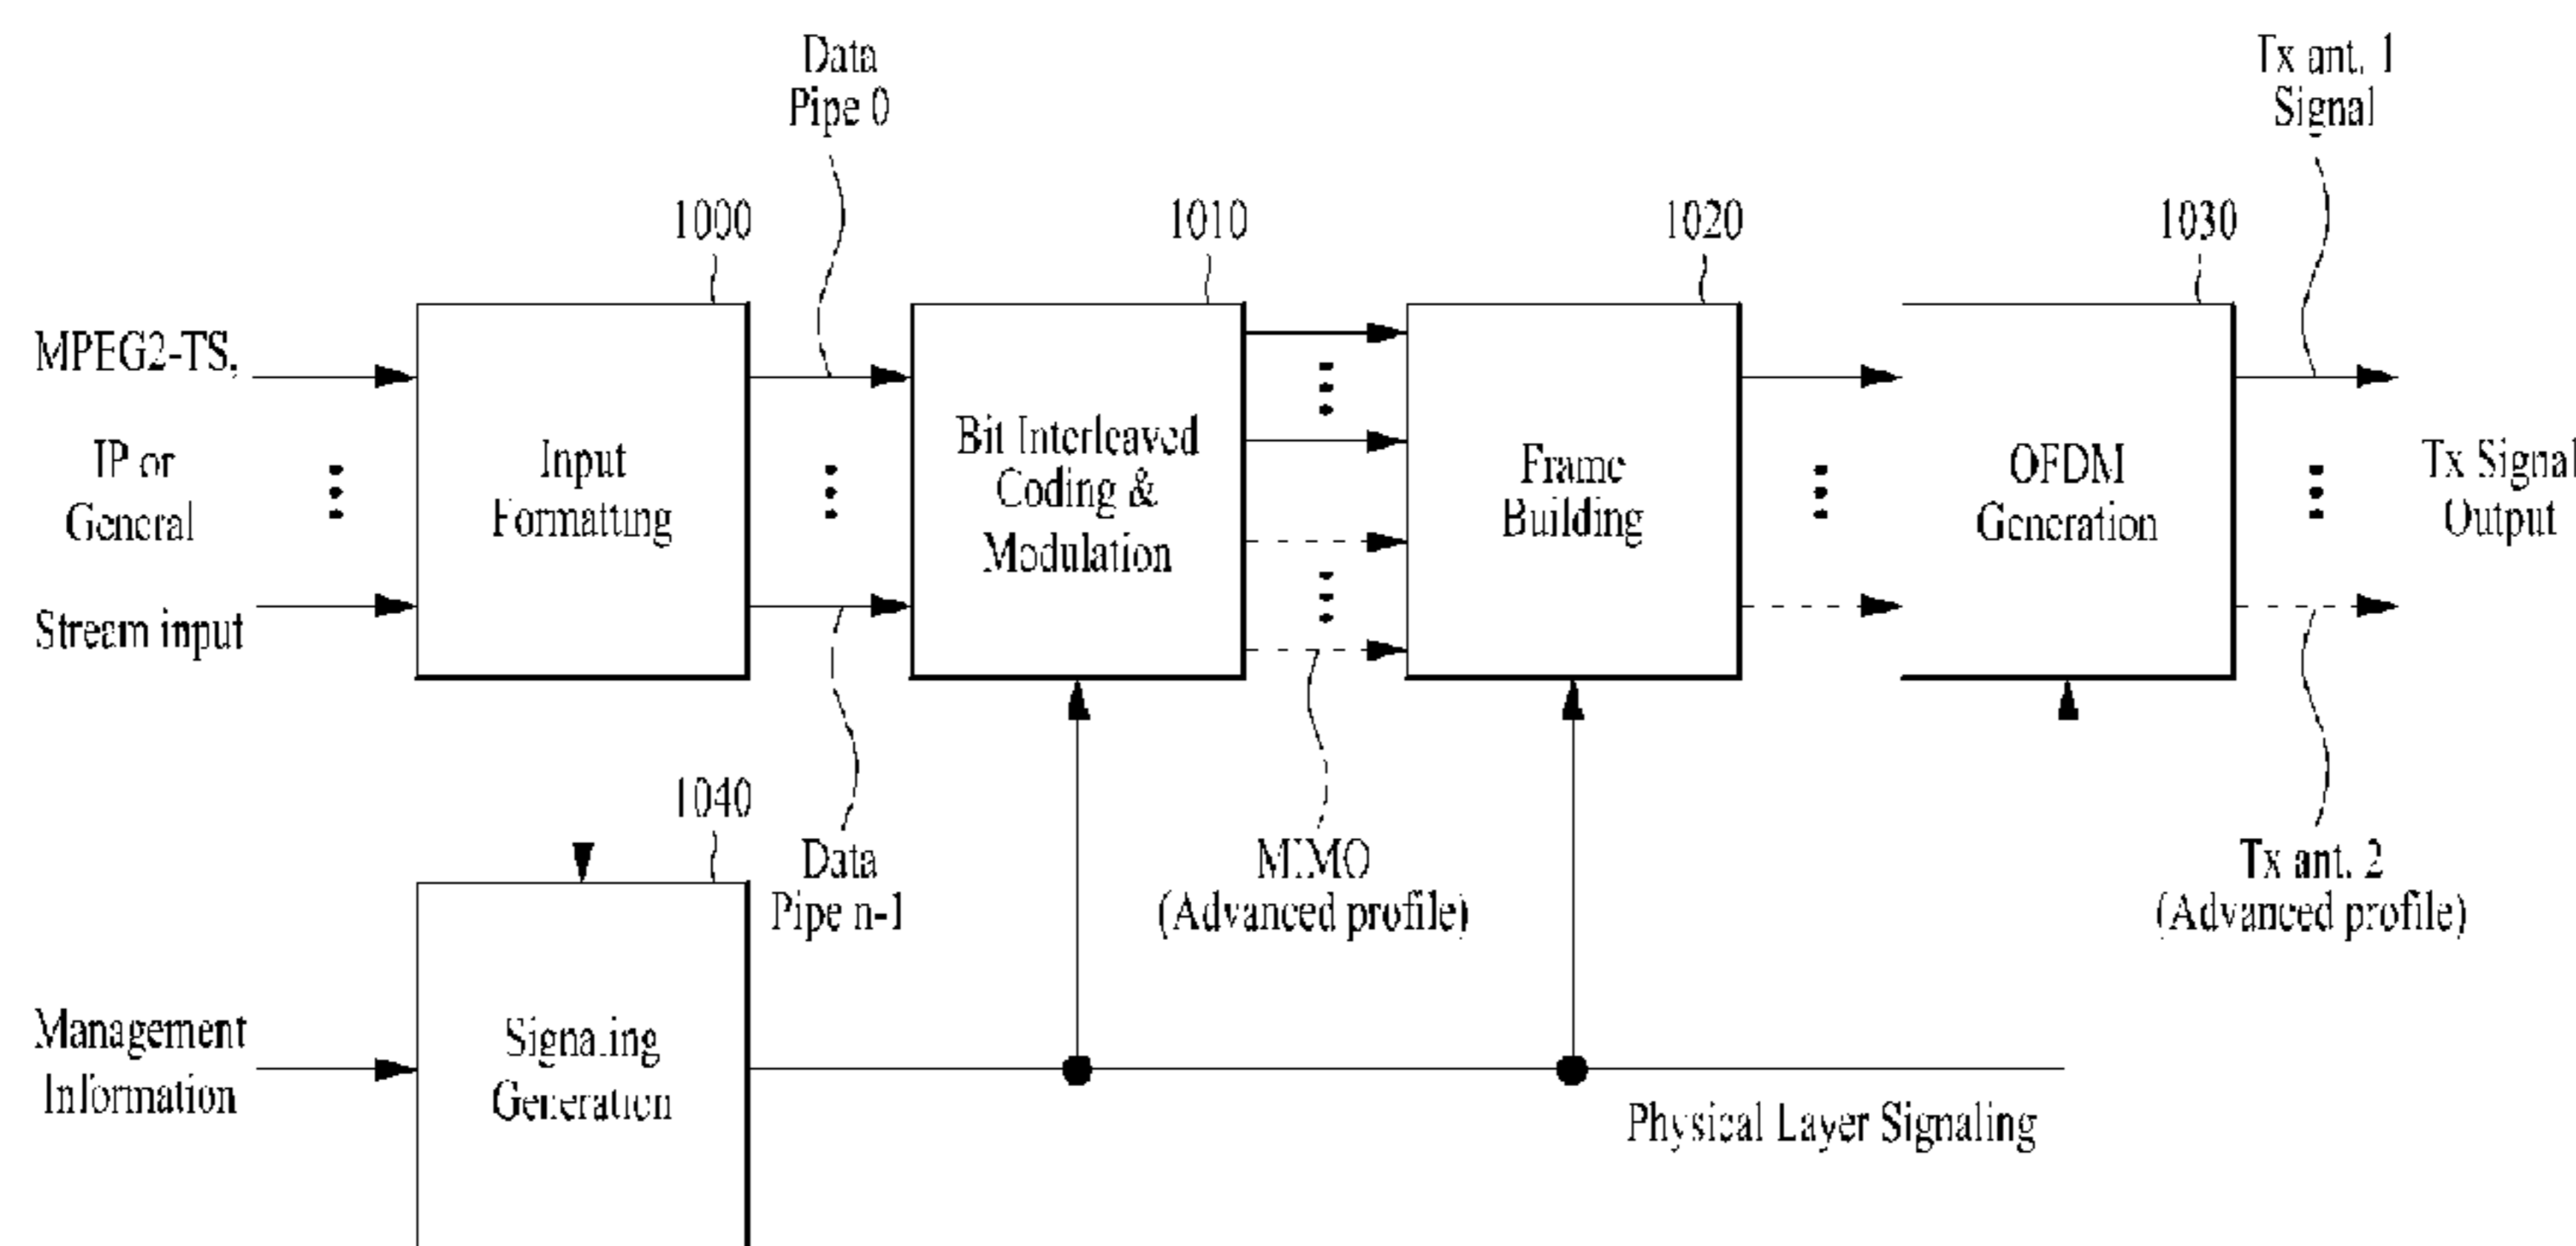 Data
Pipe 0
Tx ant. 1
Signal
1000
1010
1020
1030
MPEG2-TS,
IP or
General
Stream input
Input
Formatting
Bit Interleaved
Coding &
Modulation
Frame
Building
OFDM
Generation
Tx Signal
Output
1040
Data
Pipe n-1
MIMO
(Advanced profile)
Tx ant. 2
(Advanced profile)
Management
Information
Signaling
Generation
Physical Layer Signaling